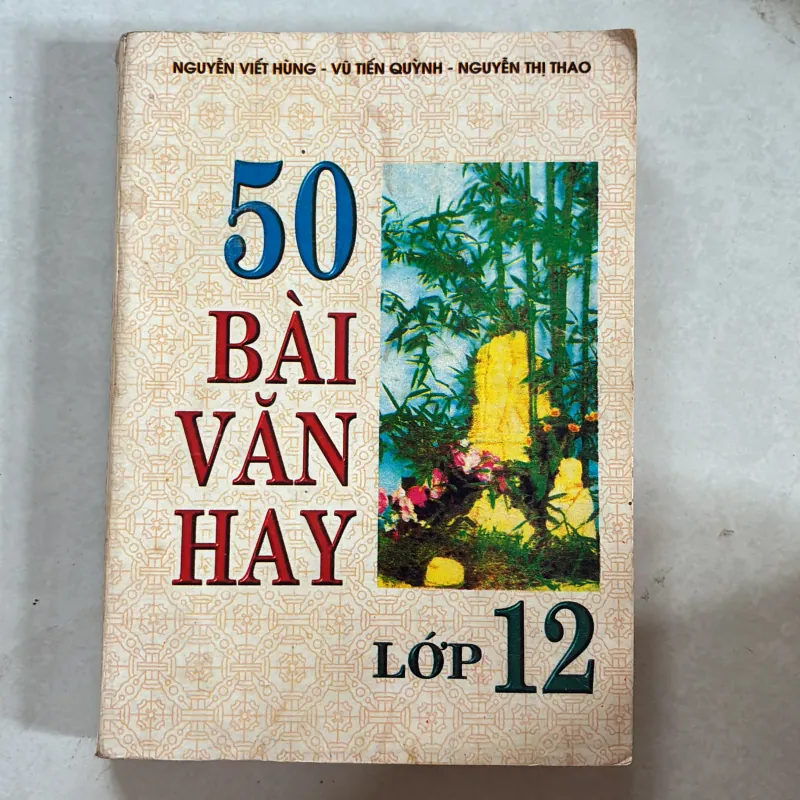 NGUYỄN VIẾT HÙNG - VŨ TIẾN QUỲNH - NGUYỄN THỊ THAO
50
BÀI
VĂN
HAY
LỚP 12